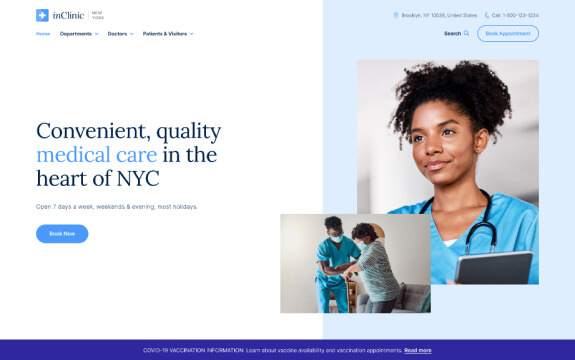 inClinic NEW YORK
Brooklyn, NY 10036, United States
Call: 1-800-123-1234
Home Departments Doctors Patients & Visitors
Search Book Appointment
Convenient, quality
medical care in the
heart of NYC
Open 7 days a week, weekends & evening, most holidays.
Book Now
COVID-19 VACCINATION INFORMATION: Learn about vaccine availability and vaccination appointments. Read more